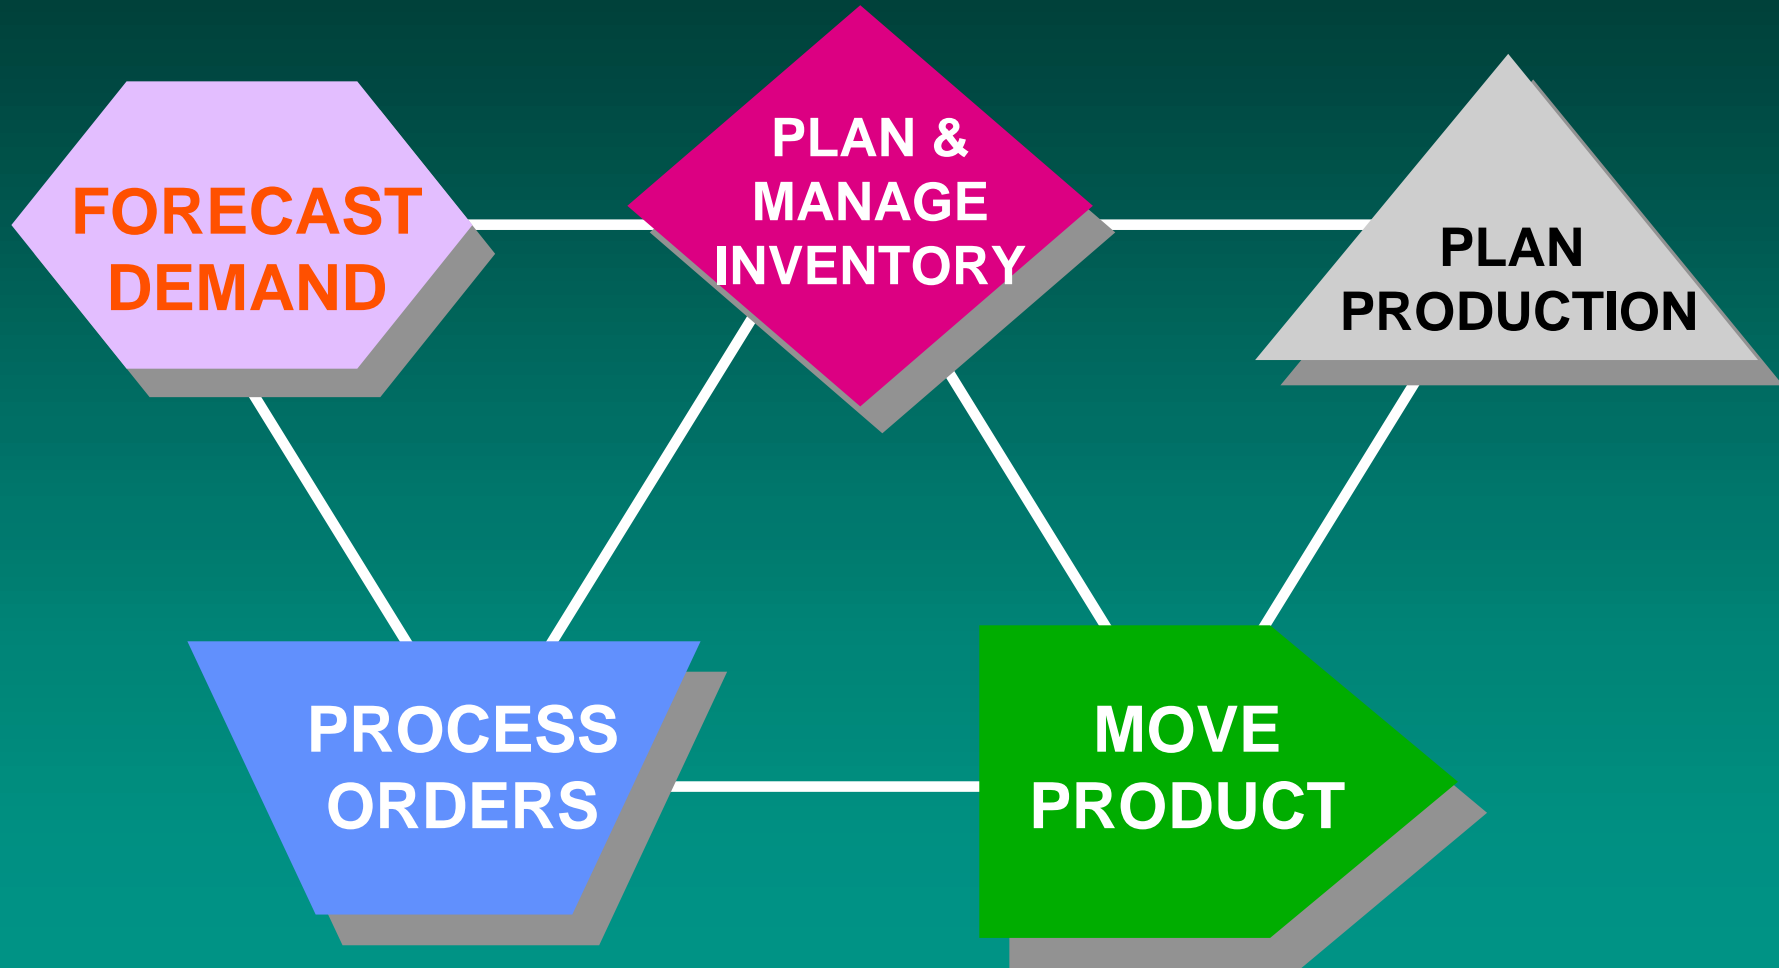 FORECAST
DEMAND
PLAN &
MANAGE
INVENTORY
PLAN
PRODUCTION
PROCESS
ORDERS
MOVE
PRODUCT